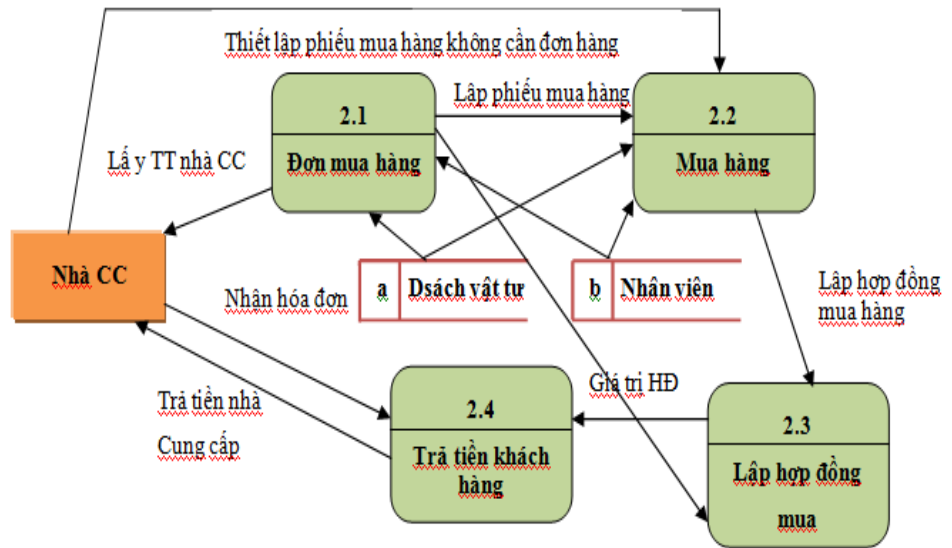 Thiết lập phiếu mua hàng không cần đơn hàng
Lập phiếu mua hàng
2.1
Đơn mua hàng
2.2
Mua hàng
Lấ y TT nhà CC
Nhà CC
a
Dsách vật tư
b
Nhân viên
Nhận hóa đơn
Lập hợp đồng
mua hàng
Trả tiền nhà
Cung cấp
2.4
Trả tiền khách
hàng
Giá trị HĐ
2.3
Lập hợp đồng
mua